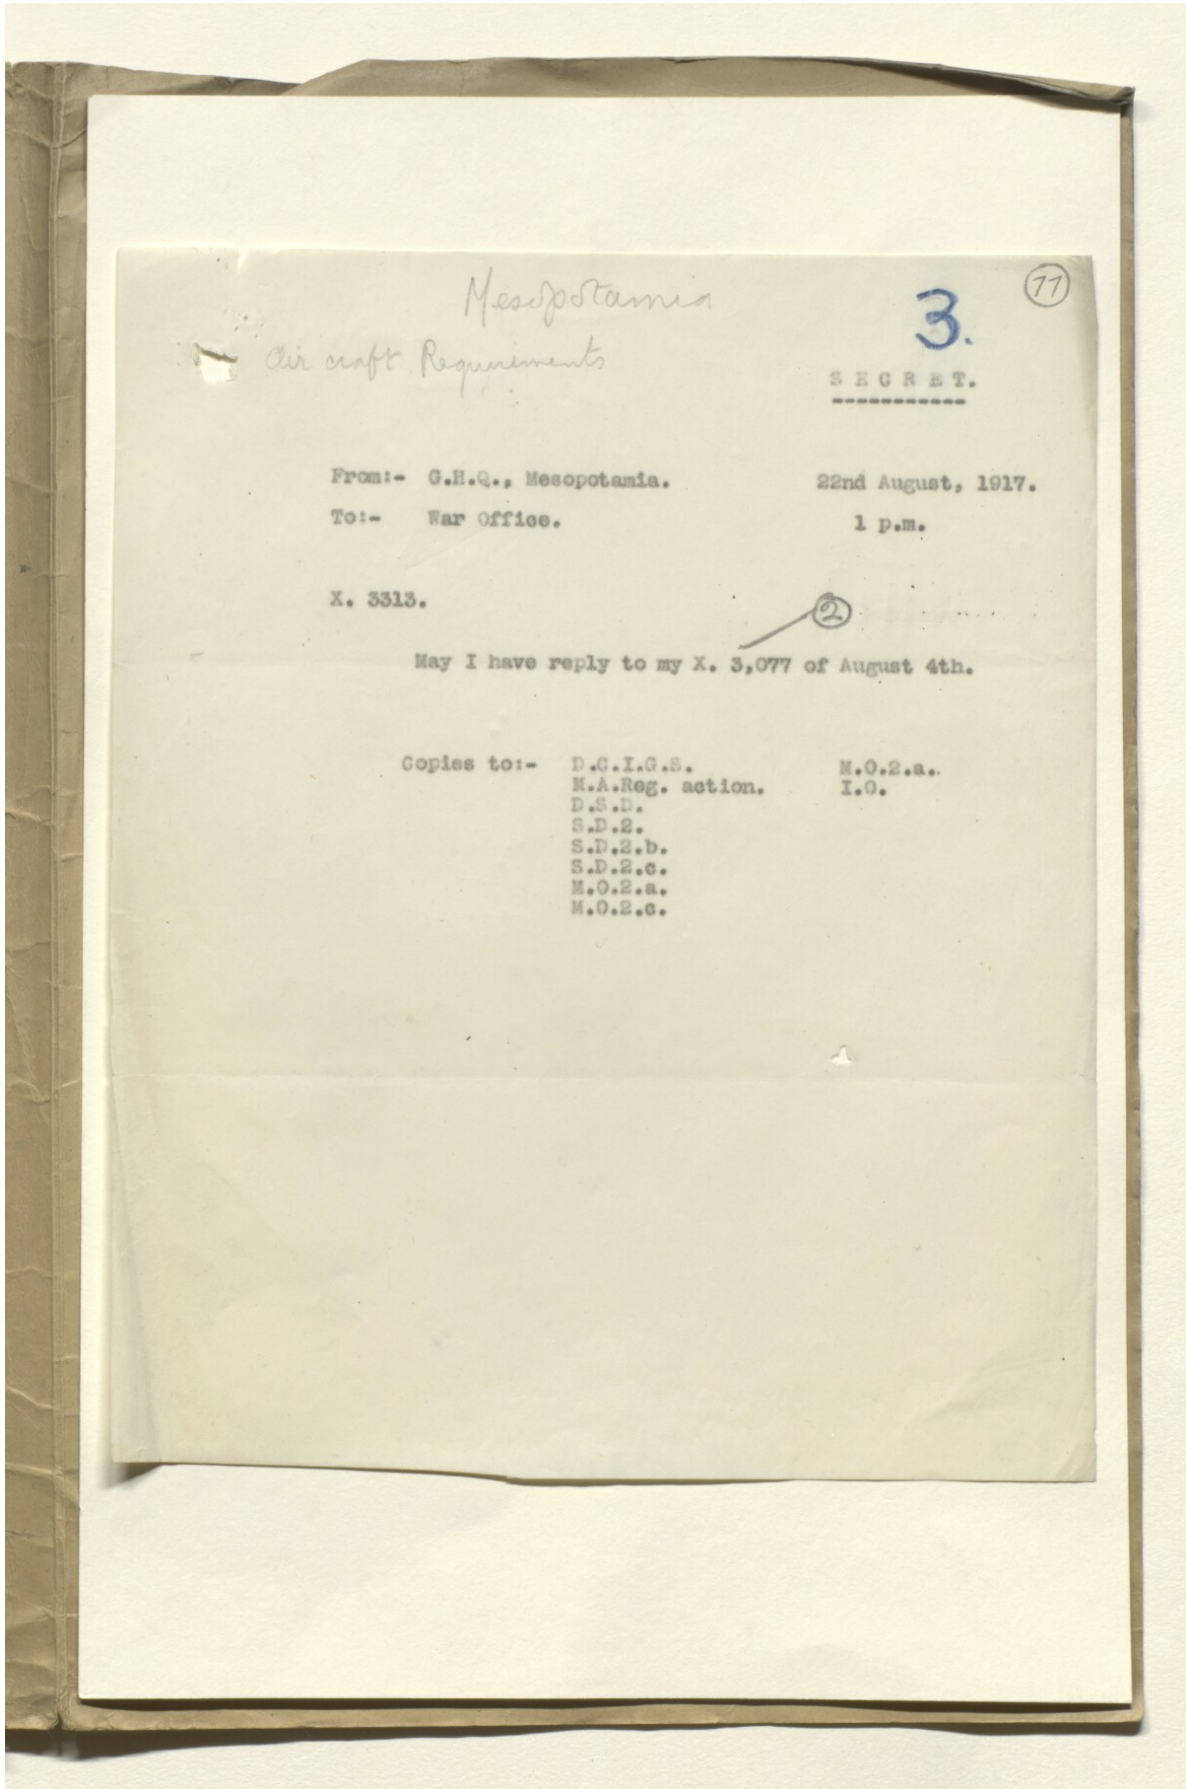 Mesopotamia
11
3.
Air craft Requirements
SECRET.
-----------
From:- G.H.Q., Mesopotamia. 22nd August, 1917.
To:- War Office. 1 p.m.
X. 3313.
2
May I have reply to my X. 3,077 of August 4th.
Copies to:- D.C.I.G.S. M.O.2.a.
M.A.Reg. action. I.O.
D.S.D.
S.D.2.
S.D.2.b.
S.D.2.c.
M.O.2.a.
M.O.2.c.